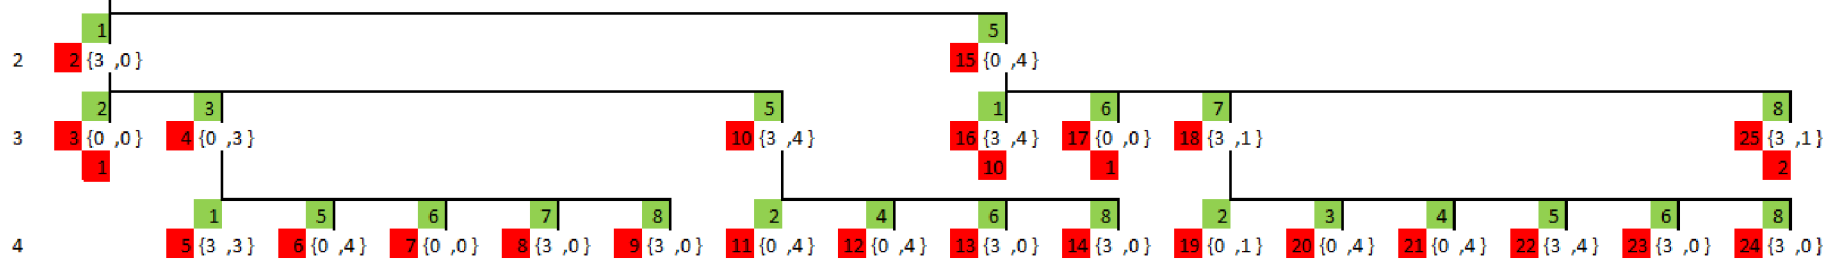 1 5
2 2 {3 ,0 } 15 {0 ,4 }
2 3 5 1 6 7 8
3 3 {0 ,0 } 4 {0 ,3 } 10 {3 ,4 } 16 {3 ,4 } 17 {0 ,0 } 18 {3 ,1 } 25 {3 ,1 }
1 10 1 2
1 5 6 7 8 2 4 6 8 2 3 4 5 6 8
4 5 {3 ,3 } 6 {0 ,4 } 7 {0 ,0 } 8 {3 ,0 } 9 {3 ,0 } 11 {0 ,4 } 12 {0 ,4 } 13 {3 ,0 } 14 {3 ,0 } 19 {0 ,1 } 20 {0 ,4 } 21 {0 ,4 } 22 {3 ,4 } 23 {3 ,0 } 24 {3 ,0 }